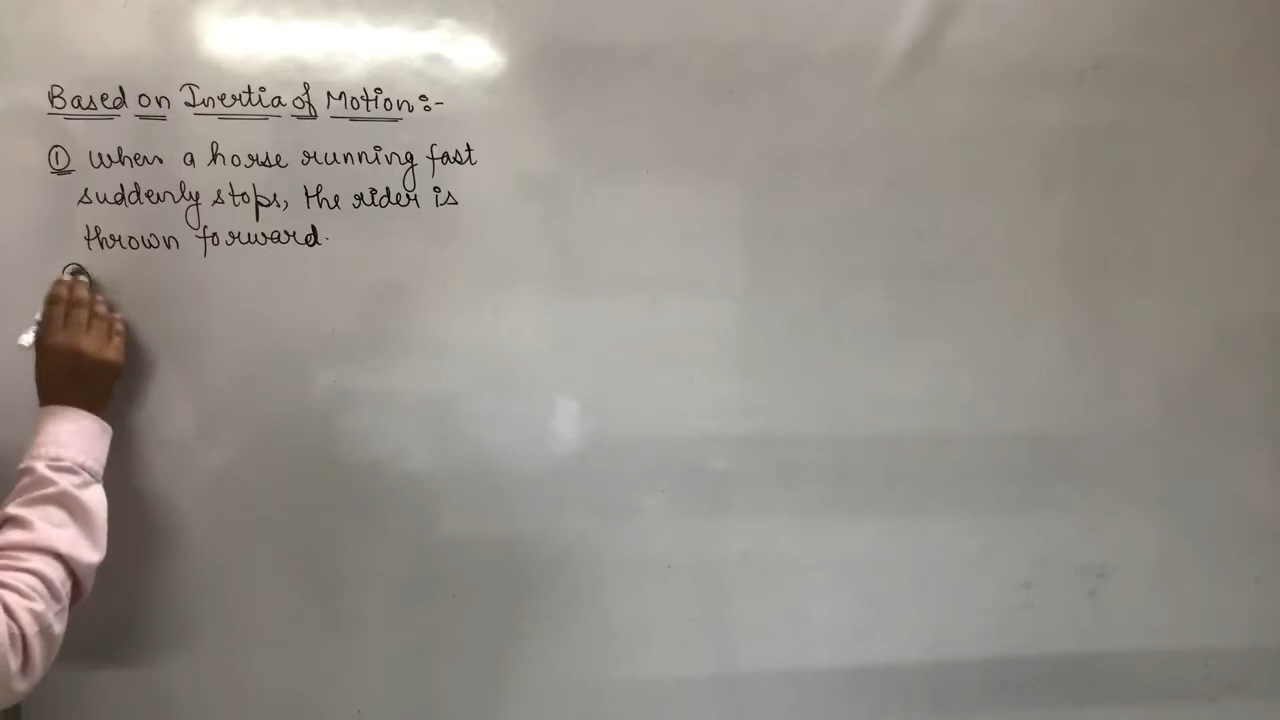 Based on Inertia of Motion:-
① When a horse running fast
suddenly stops, the rider is
thrown forward.